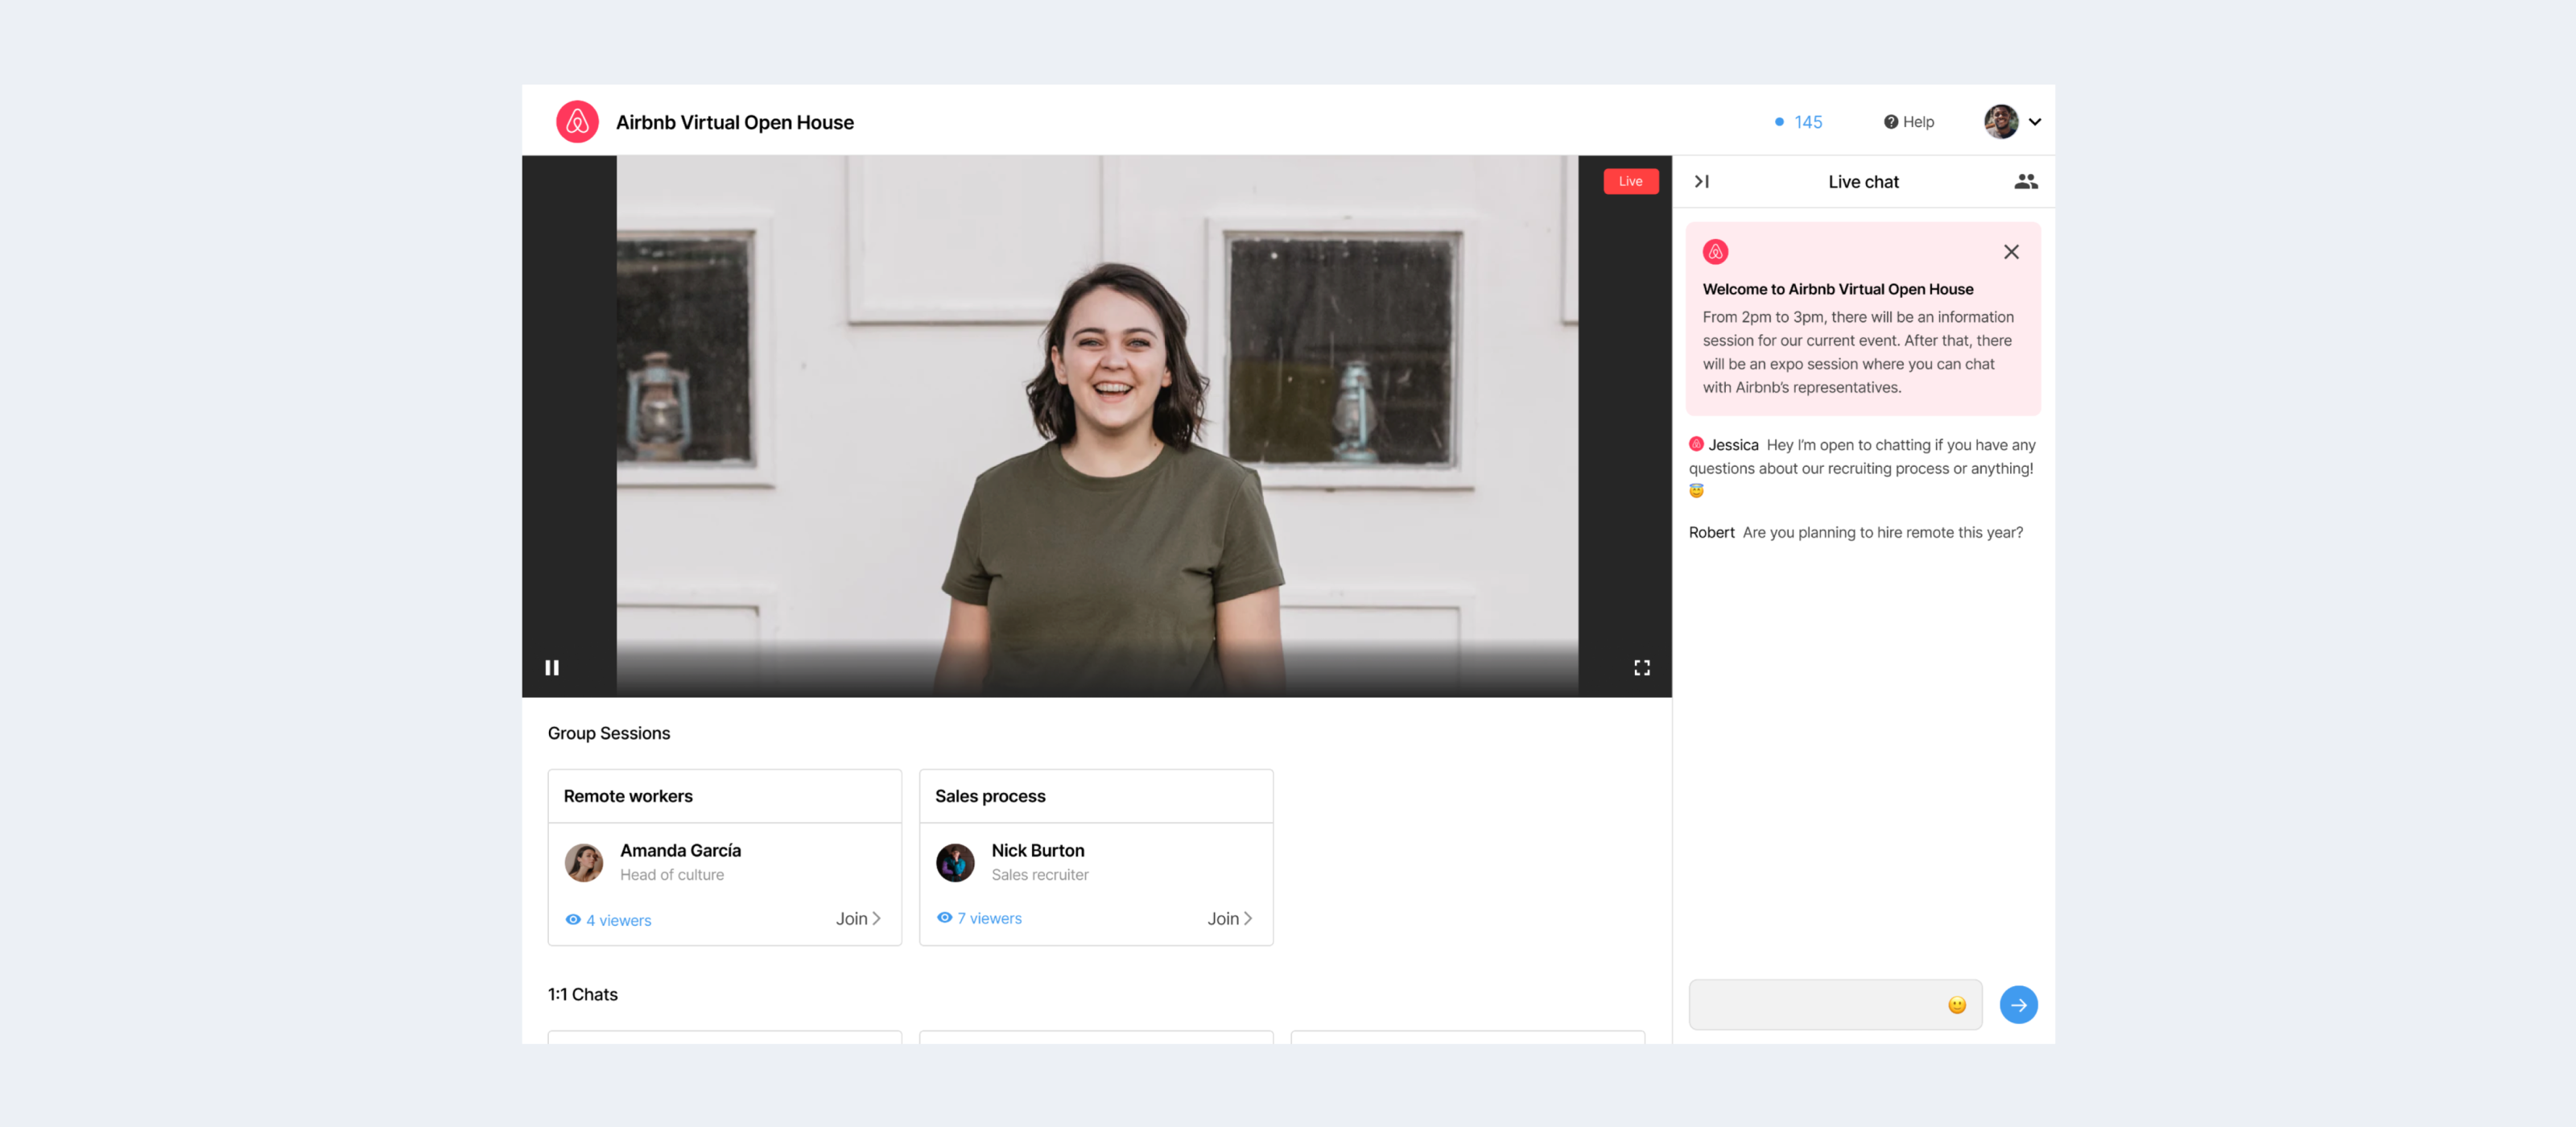 Airbnb Virtual Open House
145
Help
Live
Live chat
Welcome to Airbnb Virtual Open House
From 2pm to 3pm, there will be an information
session for our current event. After that, there
will be an expo session where you can chat
with Airbnb's representatives.
Jessica Hey I'm open to chatting if you have any
questions about our recruiting process or anything!
😇
Robert Are you planning to hire remote this year?
Group Sessions
Remote workers
Amanda García
Head of culture
4 viewers
Join
Sales process
Nick Burton
Sales recruiter
7 viewers
Join
1:1 Chats